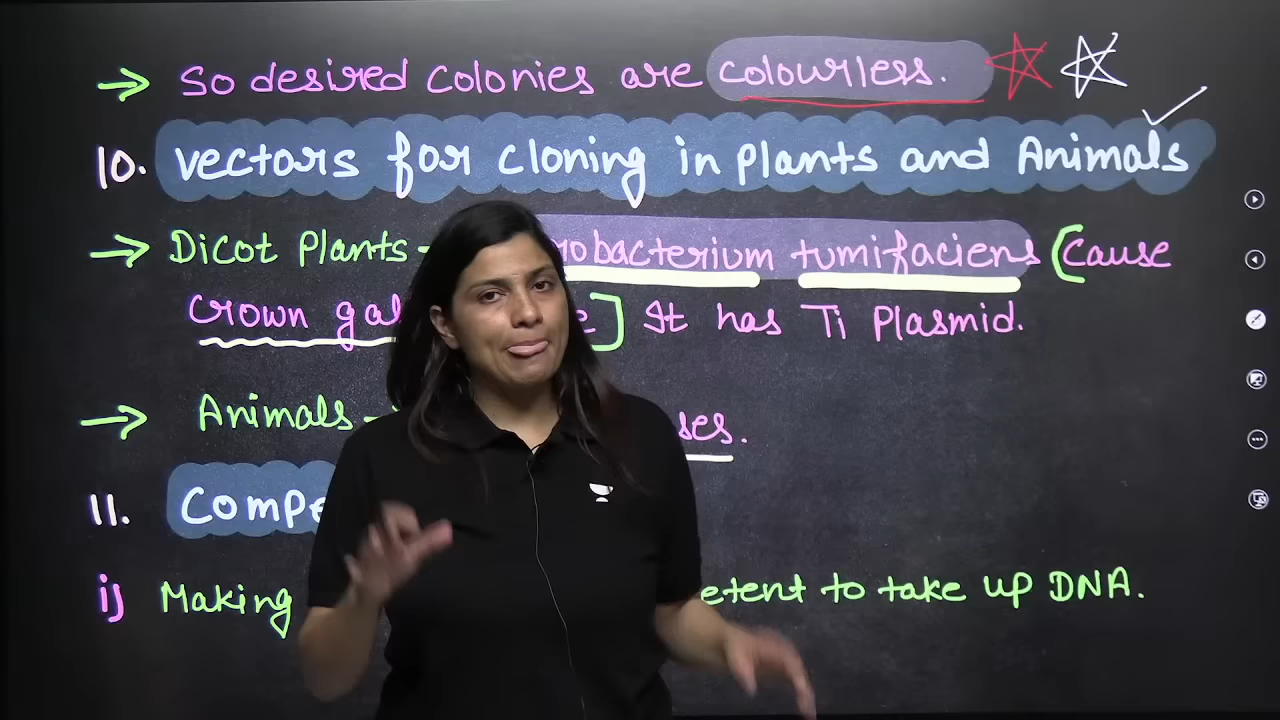 → So desired colonies are colourless.
10. Vectors for cloning in Plants and Animals
→ Dicot Plants - robacterium tumifaciens [Cause
crown gal e] It has Ti Plasmid.
→ Animals - ses.
11. Compe
i) Making etent to take up DNA.